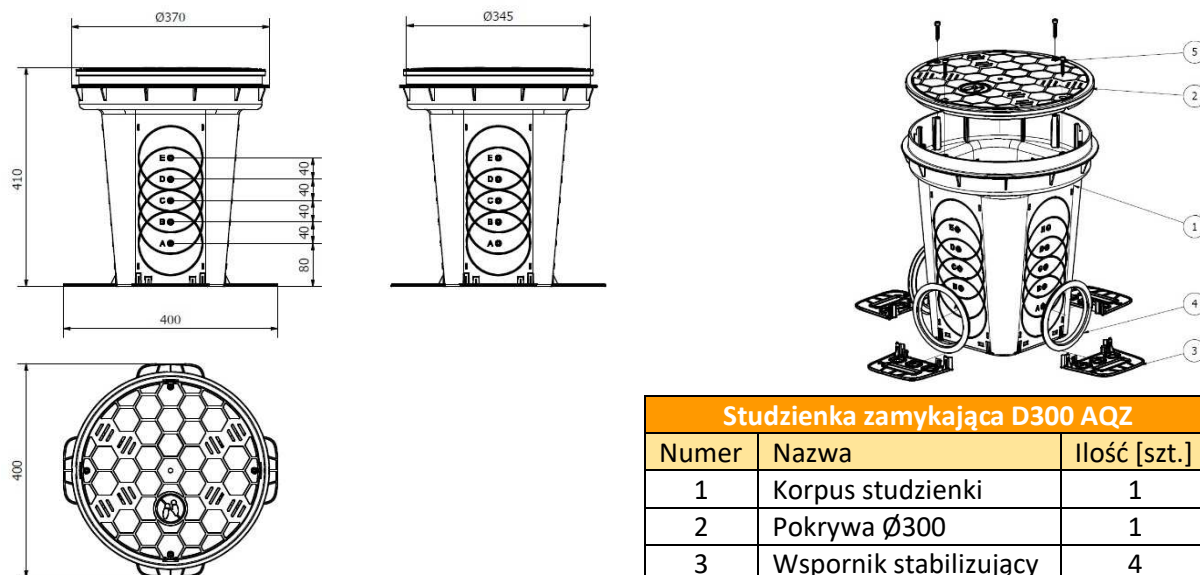 Ø370
410
E
D
C
B
A
40
40
40
40
80
400
Ø345
E
D
C
B
A
5
2
1
4
3
400
Studzienka zamykająca D300 AQZ
Numer Nazwa Ilość [szt.]
1 Korpus studzienki 1
2 Pokrywa Ø300 1
3 Wspornik stabilizujący 4